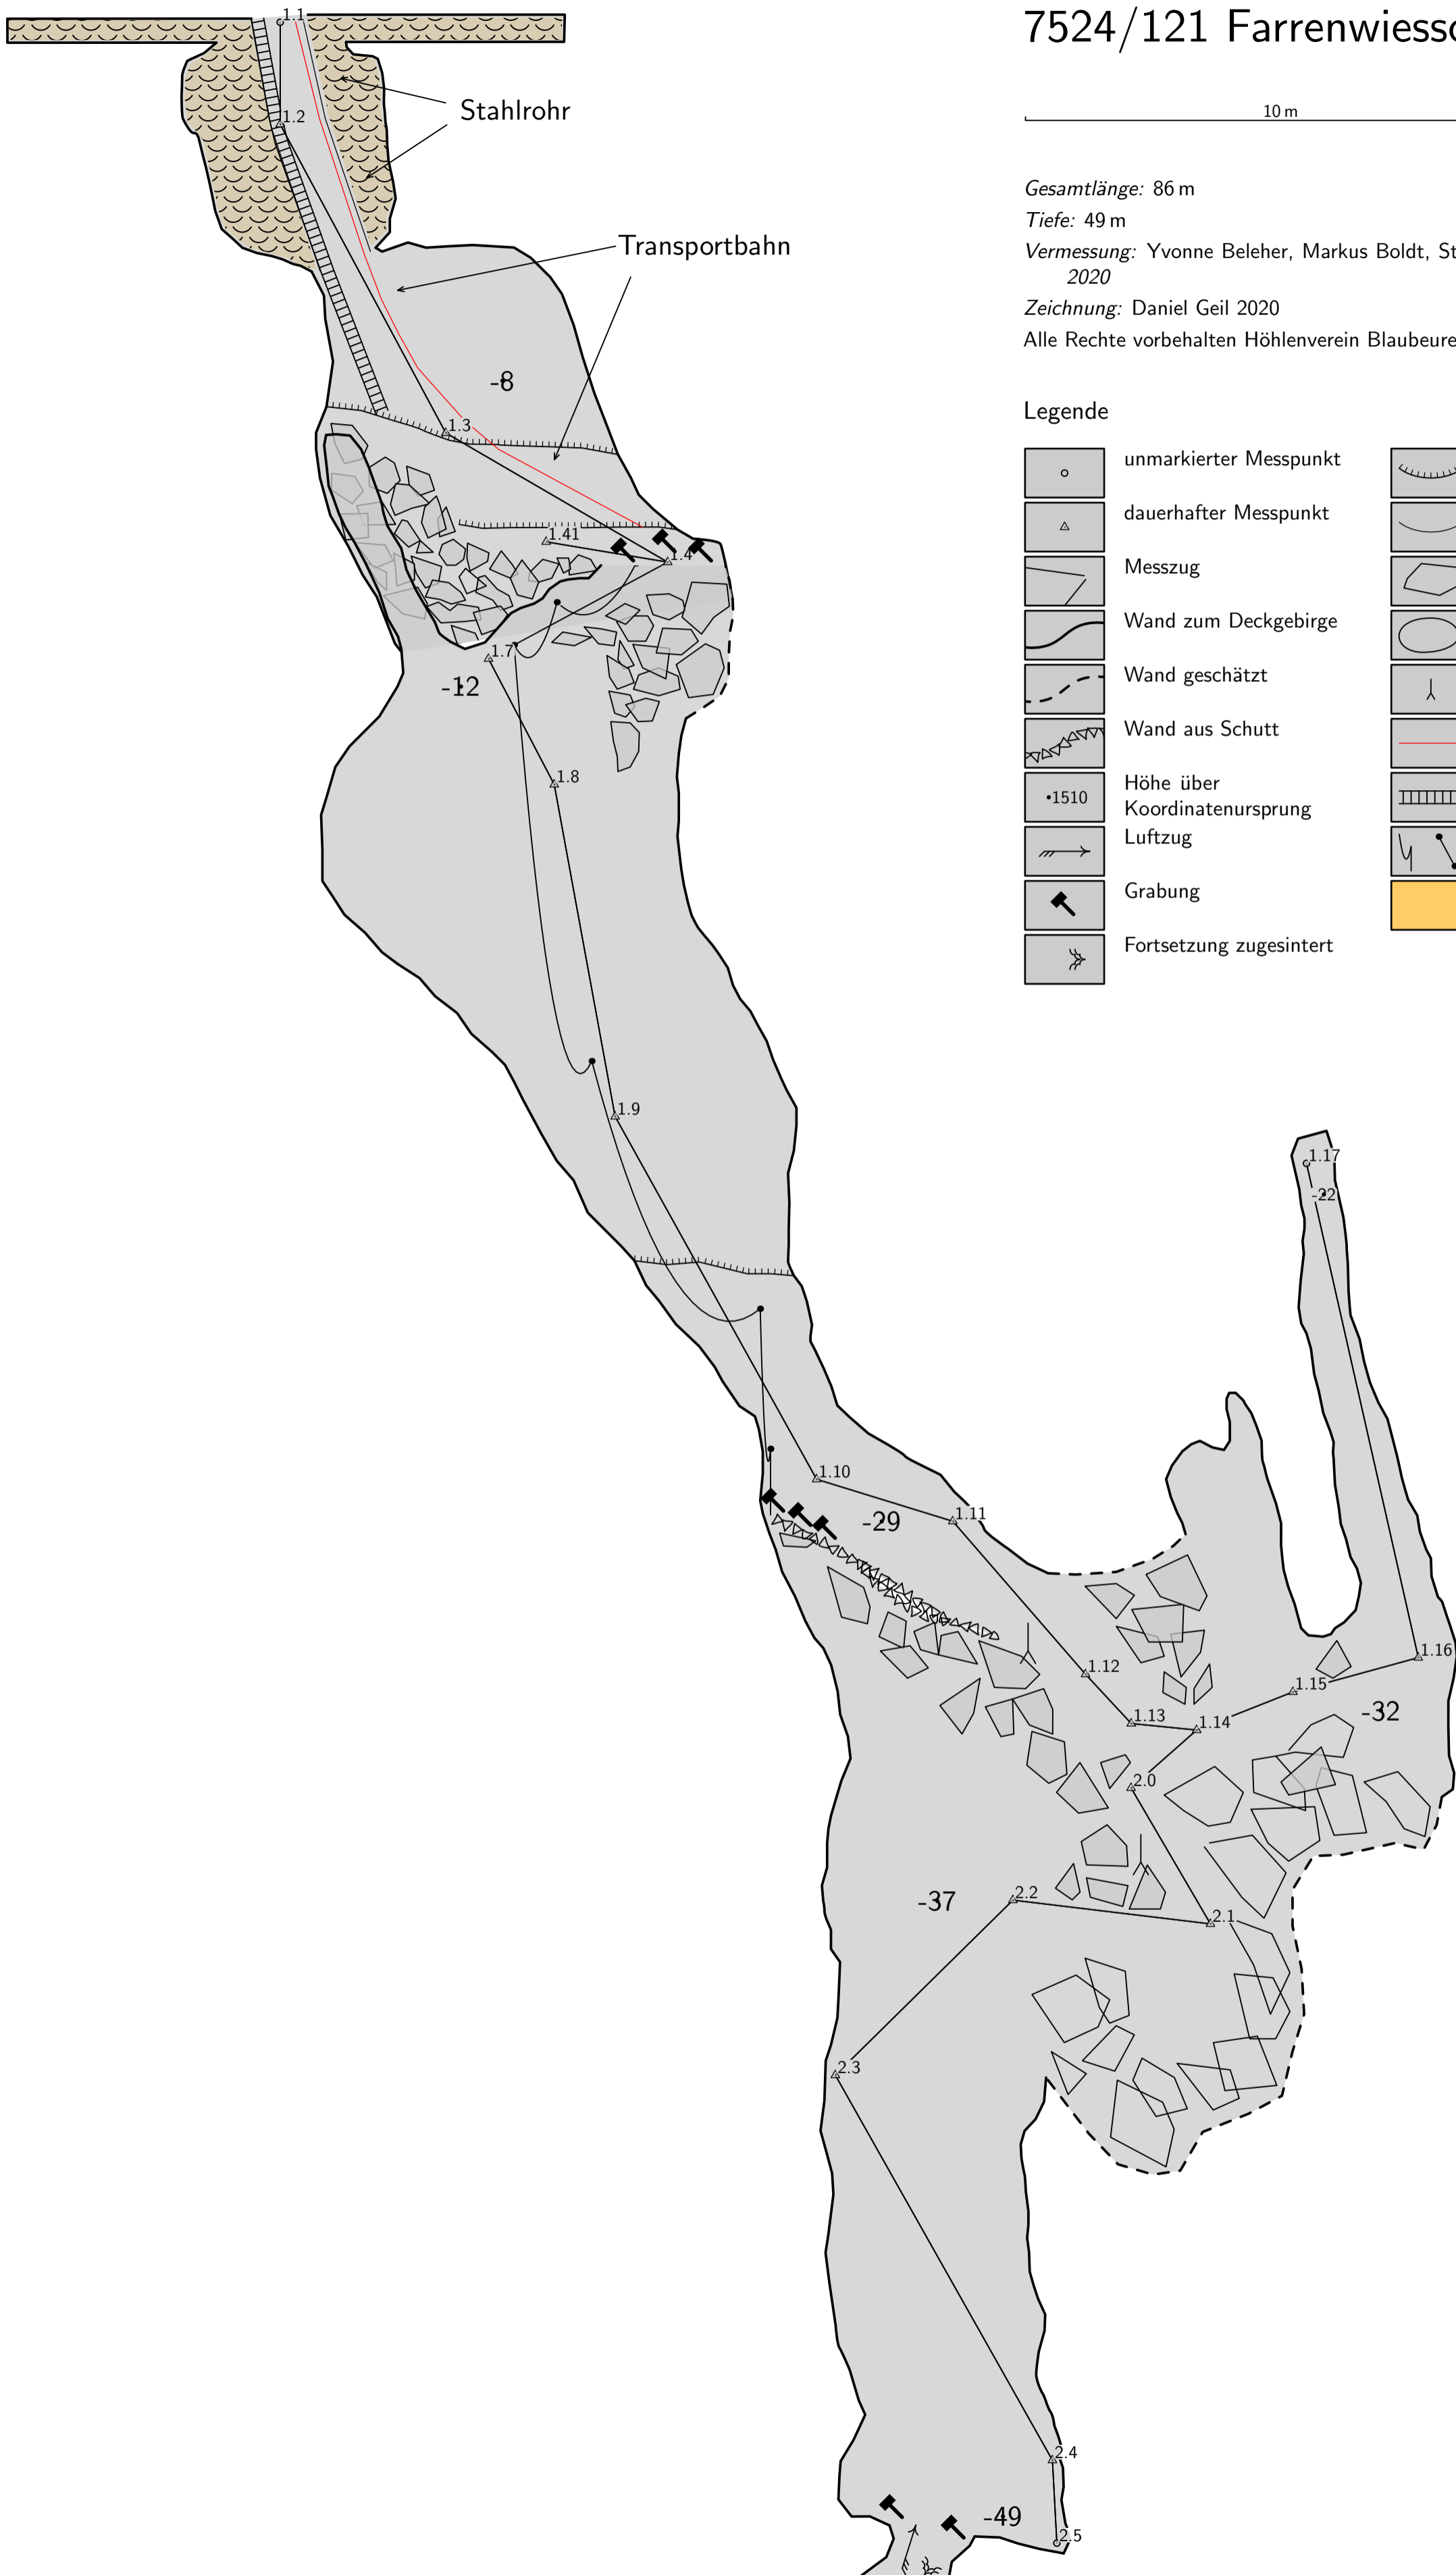 1.1
7524/121 Farrenwiessc
10 m
Stahlrohr
1.2
Gesamtlänge: 86 m
Tiefe: 49 m
Vermessung: Yvonne Beleher, Markus Boldt, St
2020
Zeichnung: Daniel Geil 2020
Alle Rechte vorbehalten Höhlenverein Blaubeure
Transportbahn
-8
1.3
1.41
1.4
1.7
-12
1.8
1.9
Legende
unmarkierter Messpunkt
dauerhafter Messpunkt
Messzug
Wand zum Deckgebirge
Wand geschätzt
Wand aus Schutt
1510
Höhe über
Koordinatenursprung
Luftzug
Grabung
Fortsetzung zugesintert
1.17
-22
1.10
-29
1.11
1.12
1.13
1.14
1.15
1.16
-32
2.0
2.2
-37
2.1
2.3
2.4
-49
2.5